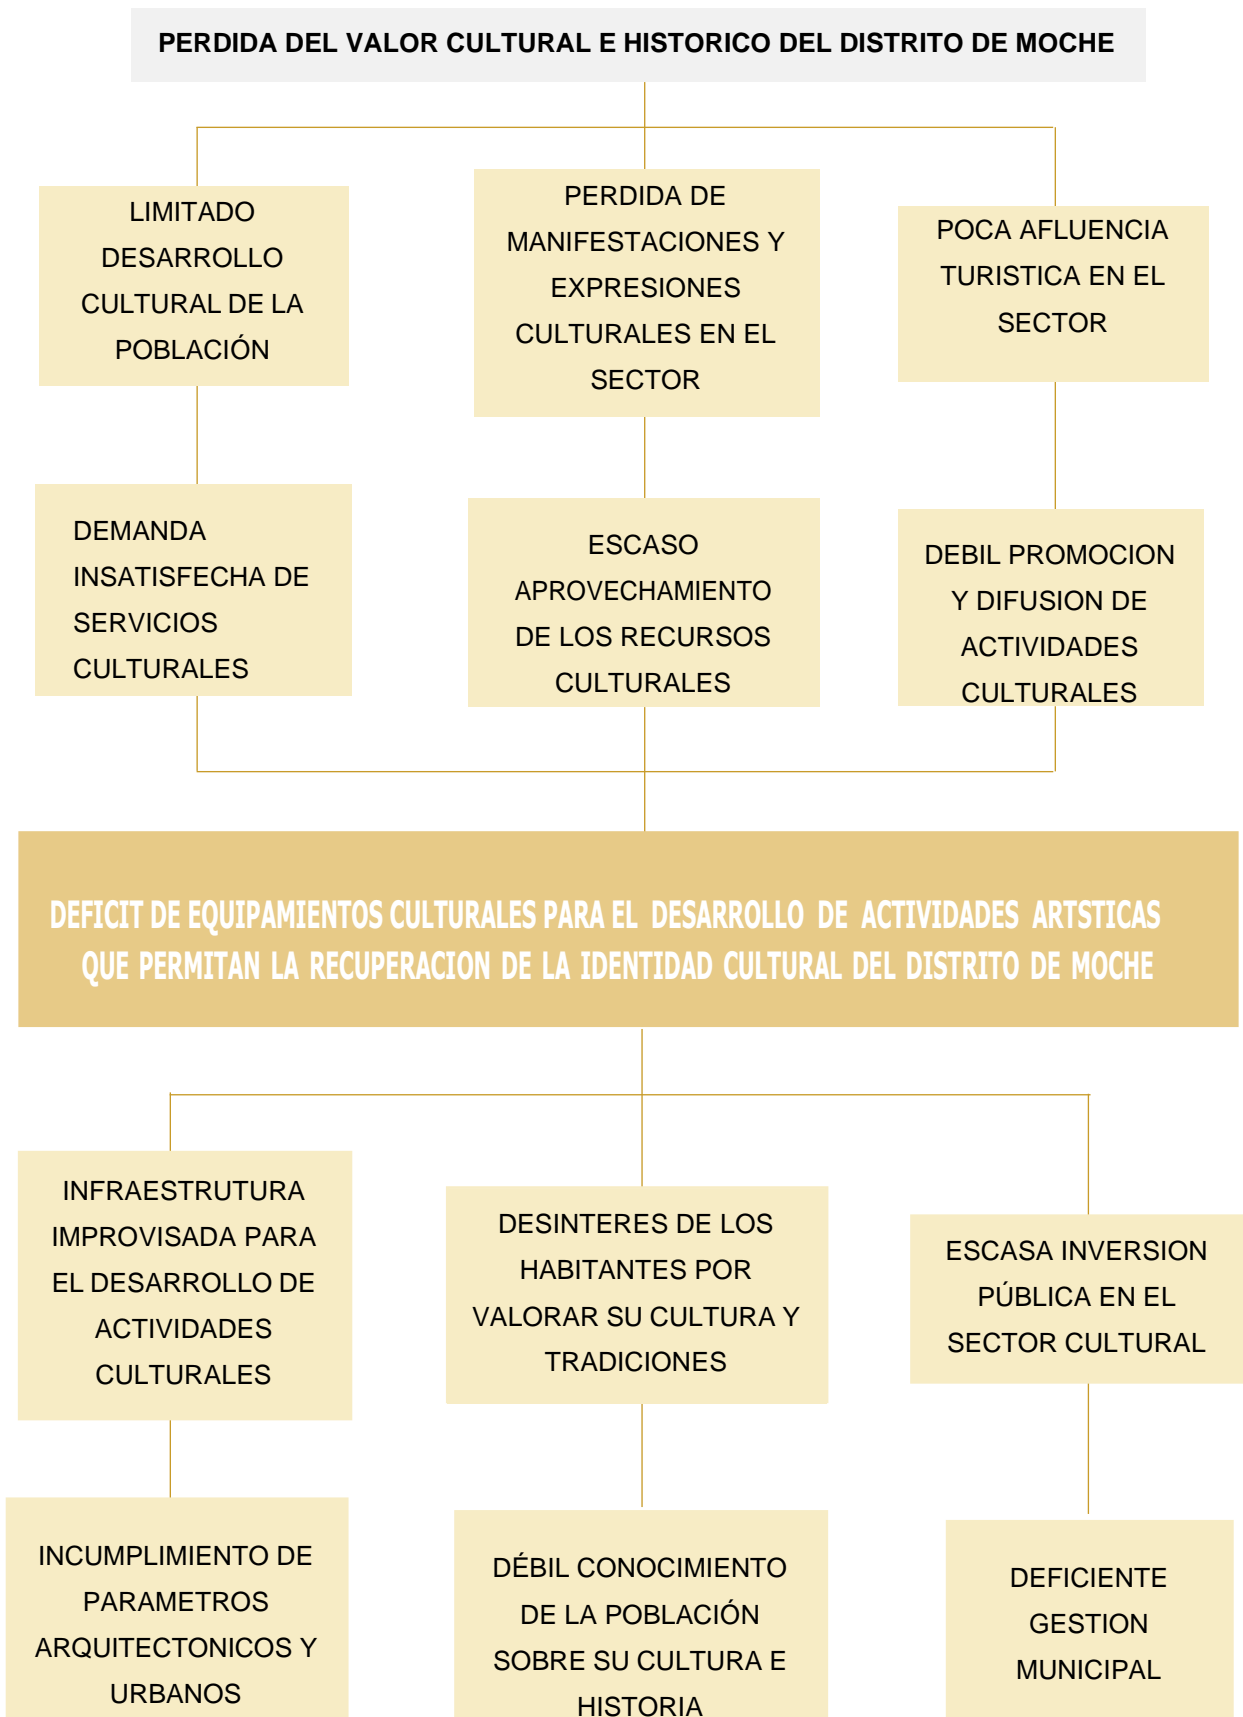 PERDIDA DEL VALOR CULTURAL E HISTORICO DEL DISTRITO DE MOCHE
LIMITADO
DESARROLLO
CULTURAL DE LA
POBLACIÓN
PERDIDA DE
MANIFESTACIONES Y
EXPRESIONES
CULTURALES EN EL
SECTOR
POCA AFLUENCIA
TURISTICA EN EL
SECTOR
DEMANDA
INSATISFECHA DE
SERVICIOS
CULTURALES
ESCASO
APROVECHAMIENTO
DE LOS RECURSOS
CULTURALES
DEBIL PROMOCION
Y DIFUSION DE
ACTIVIDADES
CULTURALES
DEFICIT DE EQUIPAMIENTOS CULTURALES PARA EL DESARROLLO DE ACTIVIDADES ARTSTICAS
QUE PERMITAN LA RECUPERACION DE LA IDENTIDAD CULTURAL DEL DISTRITO DE MOCHE
INFRAESTRUTURA
IMPROVISADA PARA
EL DESARROLLO DE
ACTIVIDADES
CULTURALES
DESINTERES DE LOS
HABITANTES POR
VALORAR SU CULTURA Y
TRADICIONES
ESCASA INVERSION
PÚBLICA EN EL
SECTOR CULTURAL
INCUMPLIMIENTO DE
PARAMETROS
ARQUITECTONICOS Y
URBANOS
DÉBIL CONOCIMIENTO
DE LA POBLACIÓN
SOBRE SU CULTURA E
HISTORIA
DEFICIENTE
GESTION
MUNICIPAL